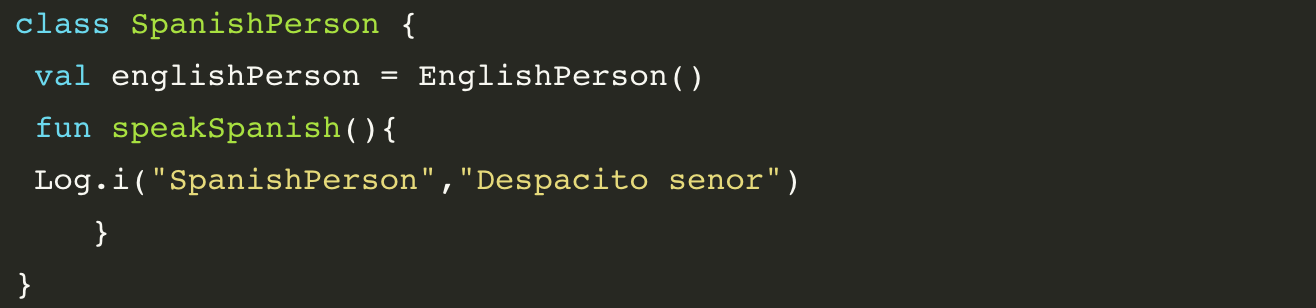 class SpanishPerson {
val englishPerson = EnglishPerson()
fun speakSpanish(){
Log.i("SpanishPerson","Despacito senor")
}
}